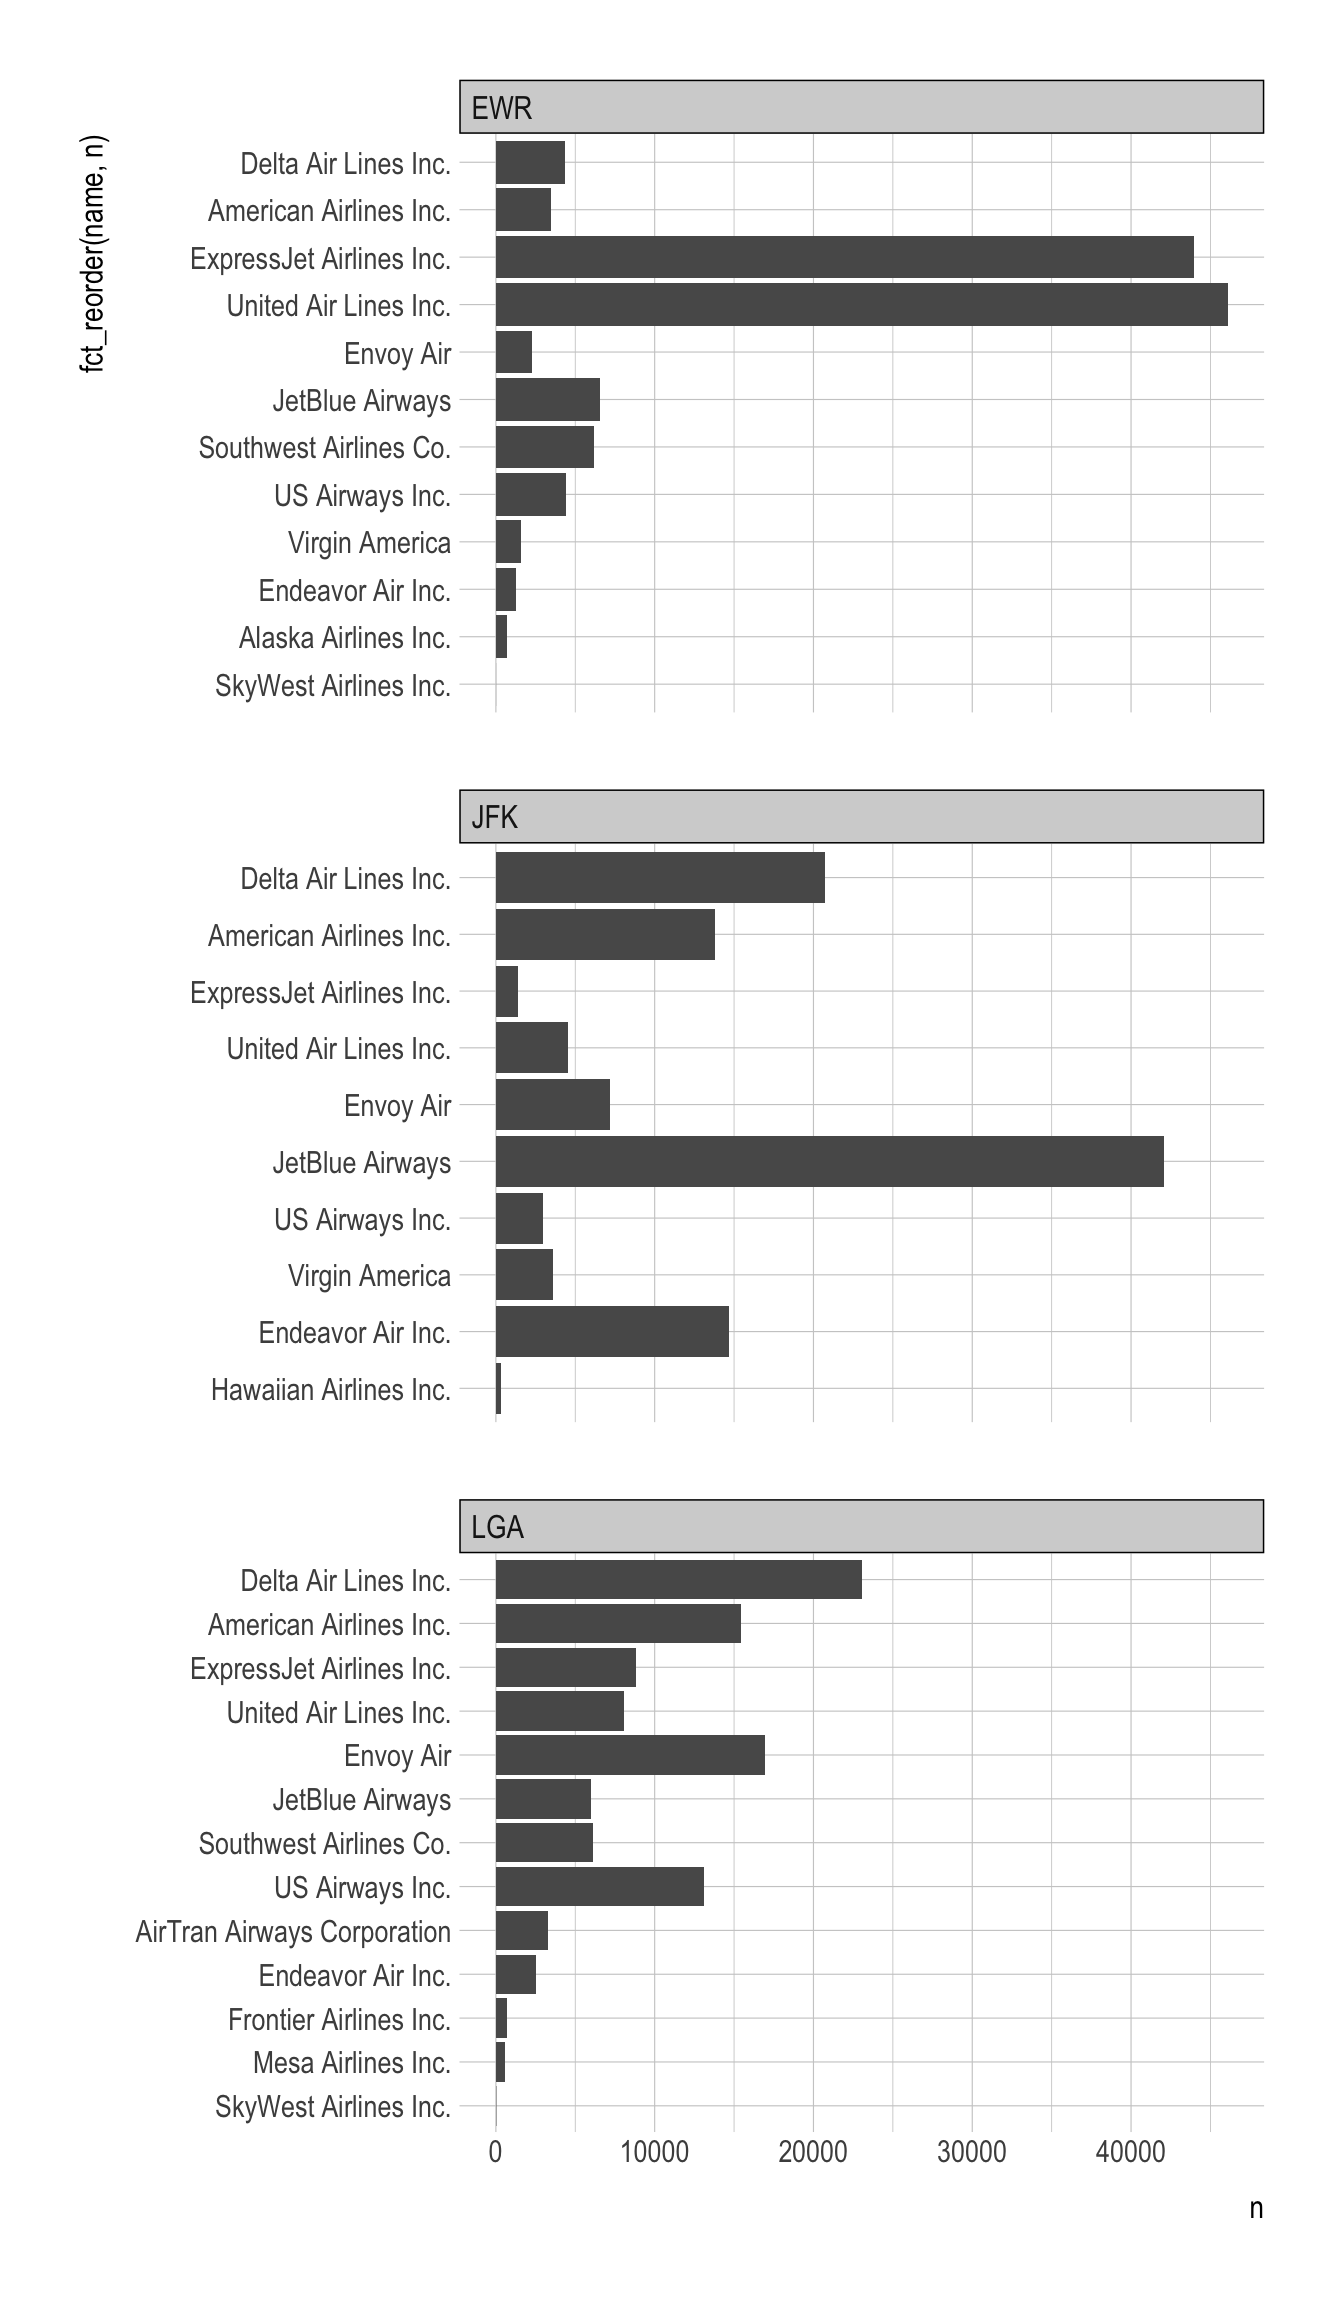 fct_reorder(name, n)
EWR
Delta Air Lines Inc.
American Airlines Inc.
ExpressJet Airlines Inc.
United Air Lines Inc.
Envoy Air
JetBlue Airways
Southwest Airlines Co.
US Airways Inc.
Virgin America
Endeavor Air Inc.
Alaska Airlines Inc.
SkyWest Airlines Inc.
JFK
Delta Air Lines Inc.
American Airlines Inc.
ExpressJet Airlines Inc.
United Air Lines Inc.
Envoy Air
JetBlue Airways
US Airways Inc.
Virgin America
Endeavor Air Inc.
Hawaiian Airlines Inc.
LGA
Delta Air Lines Inc.
American Airlines Inc.
ExpressJet Airlines Inc.
United Air Lines Inc.
Envoy Air
JetBlue Airways
Southwest Airlines Co.
US Airways Inc.
AirTran Airways Corporation
Endeavor Air Inc.
Frontier Airlines Inc.
Mesa Airlines Inc.
SkyWest Airlines Inc.
0 10000 20000 30000 40000
n